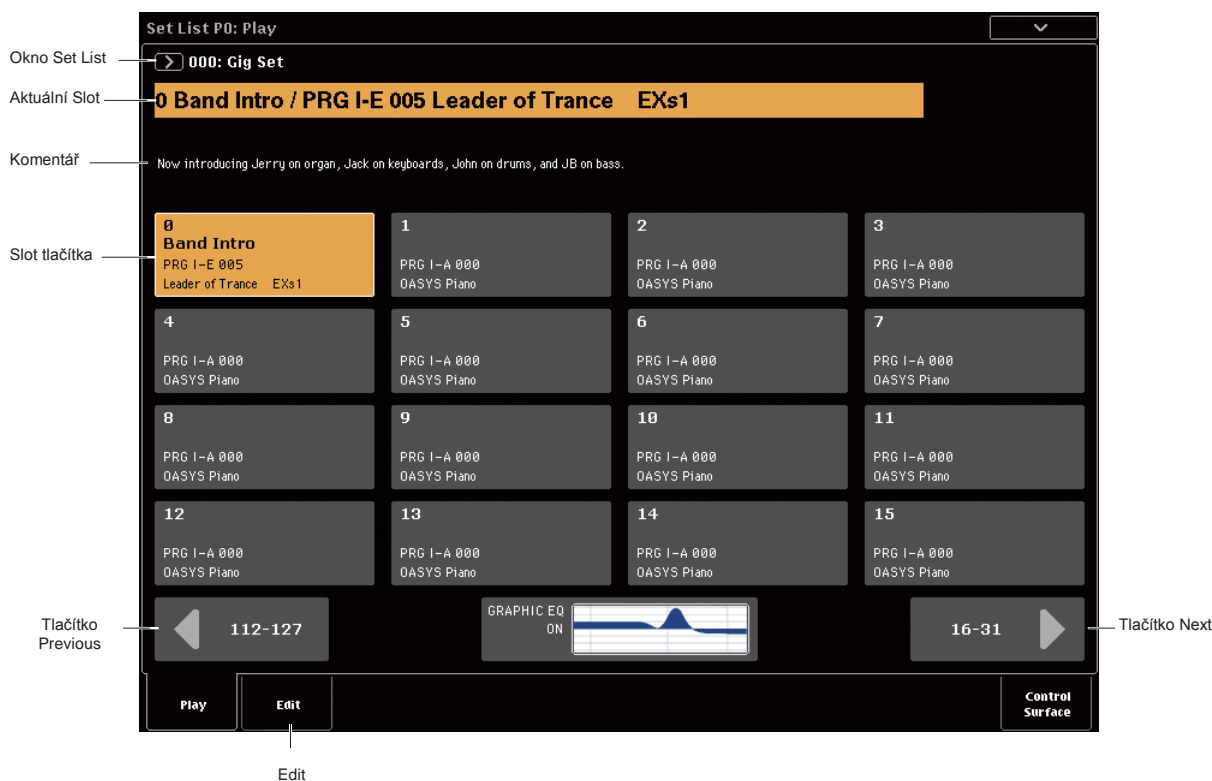 Set List P0: Play
Okno Set List
000: Gig Set
Aktuální Slot
0 Band Intro / PRG I-E 005 Leader of Trance EXs1
Komentář
Now introducing Jerry on organ, Jack on keyboards, John on drums, and JB on bass.
Slot tlačítka
0
Band Intro
PRG I-E 005
Leader of Trance EXs1
1
PRG I-A 000
OASYS Piano
2
PRG I-A 000
OASYS Piano
3
PRG I-A 000
OASYS Piano
4
PRG I-A 000
OASYS Piano
5
PRG I-A 000
OASYS Piano
6
PRG I-A 000
OASYS Piano
7
PRG I-A 000
OASYS Piano
8
PRG I-A 000
OASYS Piano
9
PRG I-A 000
OASYS Piano
10
PRG I-A 000
OASYS Piano
11
PRG I-A 000
OASYS Piano
12
PRG I-A 000
OASYS Piano
13
PRG I-A 000
OASYS Piano
14
PRG I-A 000
OASYS Piano
15
PRG I-A 000
OASYS Piano
Tlačítko
Previous
112-127
GRAPHIC EQ
ON
16-31
Tlačítko Next
Play
Edit
Control
Surface
Edit